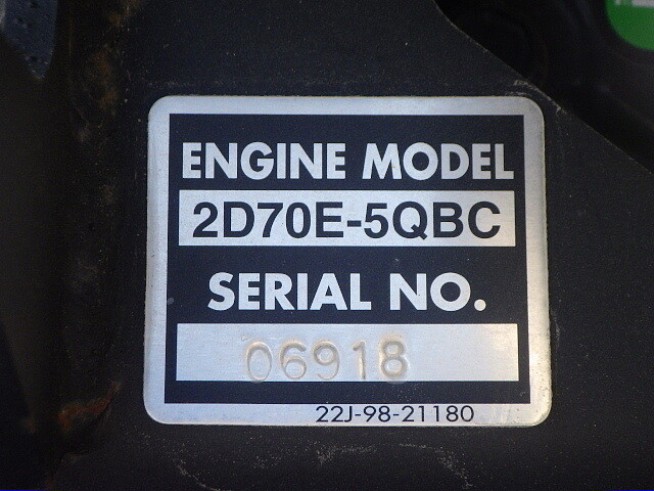 ENGINE MODEL
2D70E-5QBC
SERIAL NO.
06918
22J-98-21180